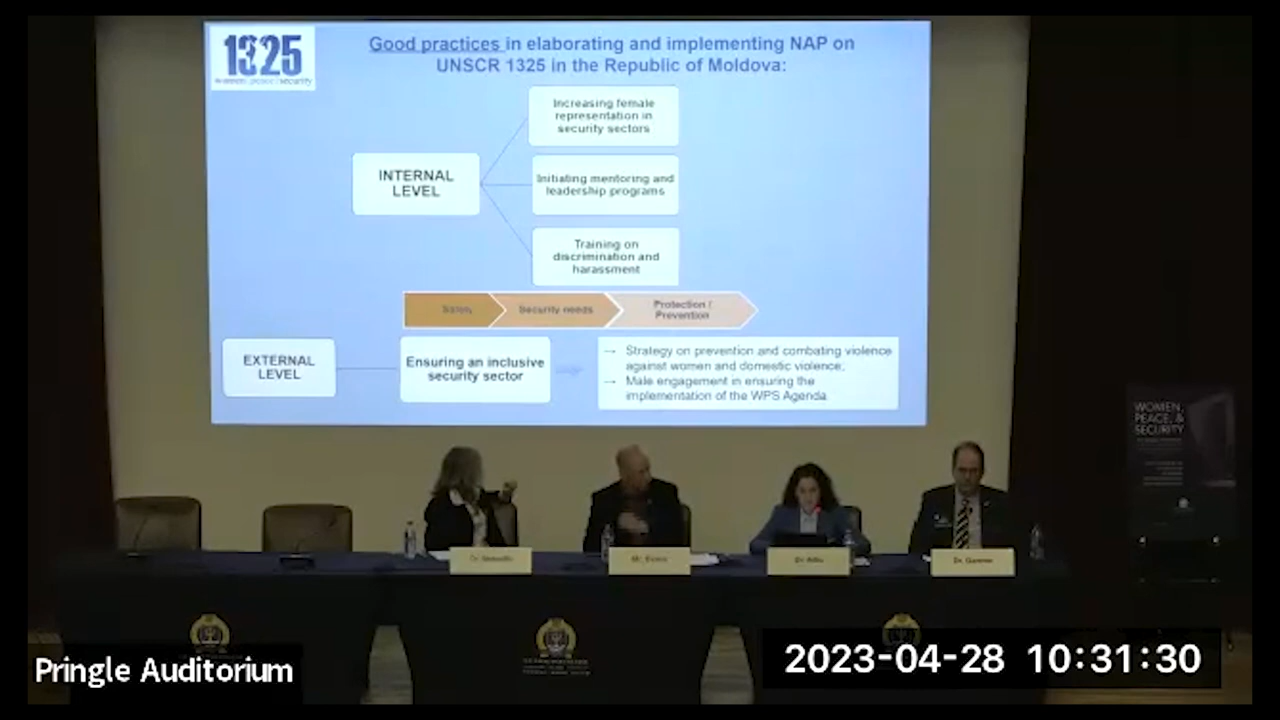 1325
women / peace / security
Good practices in elaborating and implementing NAP on
UNSCR 1325 in the Republic of Moldova:
INTERNAL
LEVEL
Increasing female
representation in
security sectors
Initiating mentoring and
leadership programs
Training on
discrimination and
harassment
Security needs
Protection /
Prevention
EXTERNAL
LEVEL
Ensuring an inclusive
security sector
→ Strategy on prevention and combating violence
against women and domestic violence;
→ Male engagement in ensuring the
implementation of the WPS Agenda
WOMEN,
PEACE, &
SECURITY
Dr.
Mr.
Dr.
Dr.
Pringle Auditorium
2023-04-28 10:31:30